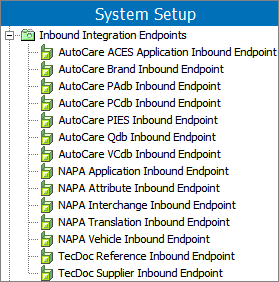 System Setup
Inbound Integration Endpoints
AutoCare ACES Application Inbound Endpoint
AutoCare Brand Inbound Endpoint
AutoCare PAdb Inbound Endpoint
AutoCare PCdb Inbound Endpoint
AutoCare PIES Inbound Endpoint
AutoCare Qdb Inbound Endpoint
AutoCare VCdb Inbound Endpoint
NAPA Application Inbound Endpoint
NAPA Attribute Inbound Endpoint
NAPA Interchange Inbound Endpoint
NAPA Translation Inbound Endpoint
NAPA Vehicle Inbound Endpoint
TecDoc Reference Inbound Endpoint
TecDoc Supplier Inbound Endpoint